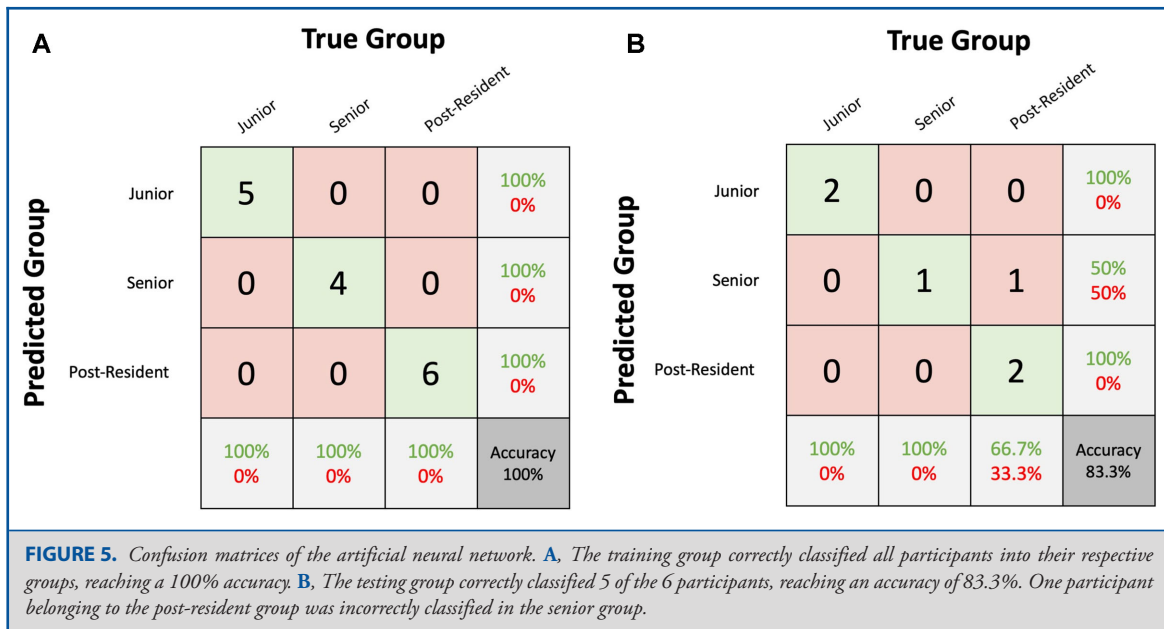 A
True Group
Junior
Senior
Post-Resident
Predicted Group
Junior
5
0
0
100%
0%
Senior
0
4
0
100%
0%
Post-Resident
0
0
6
100%
0%
100%
0%
100%
0%
100%
0%
Accuracy
100%
B
True Group
Junior
Senior
Post-Resident
Predicted Group
Junior
2
0
0
100%
0%
Senior
0
1
1
50%
50%
Post-Resident
0
0
2
100%
0%
100%
0%
100%
0%
66.7%
33.3%
Accuracy
83.3%
FIGURE 5. Confusion matrices of the artificial neural network. A, The training group correctly classified all participants into their respective
groups, reaching a 100% accuracy. B, The testing group correctly classified 5 of the 6 participants, reaching an accuracy of 83.3%. One participant
belonging to the post-resident group was incorrectly classified in the senior group.